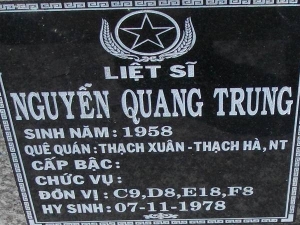 LIỆT SĨ
NGUYỄN QUANG TRUNG
SINH NĂM : 1958
QUÊ QUÁN : THẠCH XUÂN - THẠCH HÀ, NT
CẤP BẬC :
CHỨC VỤ :
ĐƠN VỊ : C9, D8, E18, F8
HY SINH : 07-11-1978